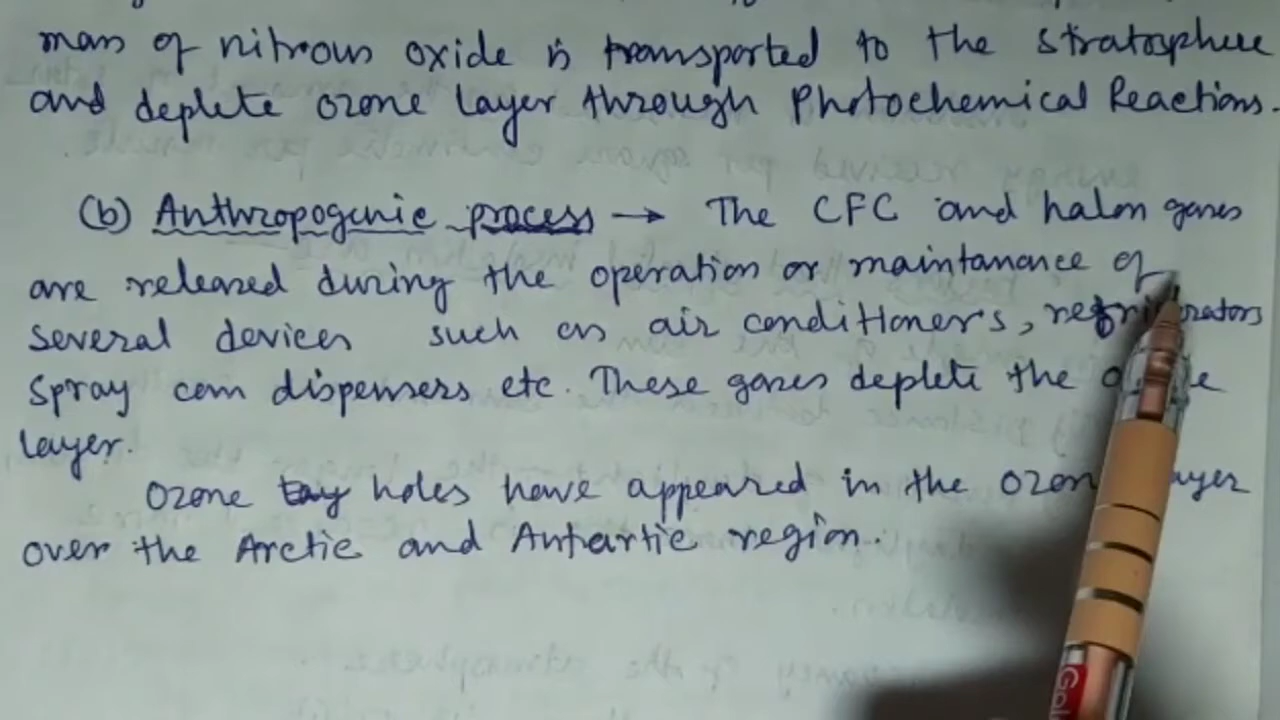 mass of nitrous oxide is transported to the stratosphere
and deplete ozone layer through Photochemical Reactions.
(b) Anthropogenic process → The CFC and halon gases
are released during the operation or maintanance of
several devices such as air conditioners,
Spray can dispensers etc. These gases deplete the
layer.
Ozone holes have appeared in the
over the Arctic and Antartic region.
Gol